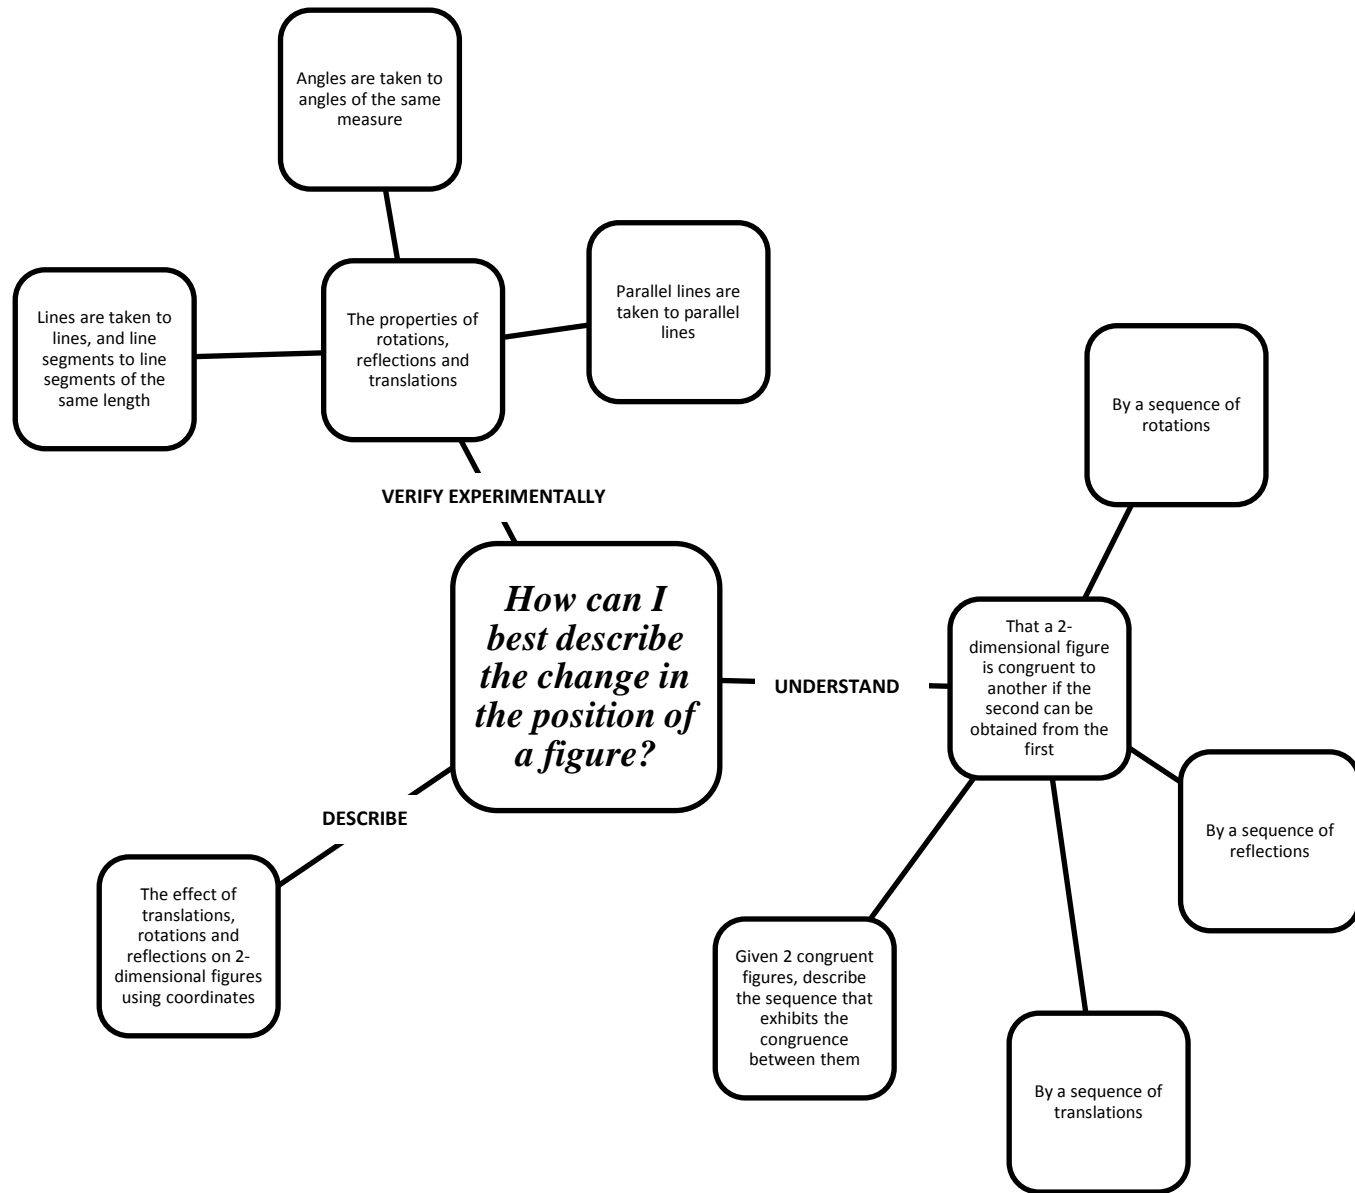 Angles are taken to
angles of the same
measure
Lines are taken to
lines, and line
segments to line
segments of the
same length
The properties of
rotations,
reflections and
translations
Parallel lines are
taken to parallel
lines
By a sequence of
rotations
VERIFY EXPERIMENTALLY
How can I
best describe
the change in
the position of
a figure?
UNDERSTAND
That a 2-
dimensional figure
is congruent to
another if the
second can be
obtained from the
first
DESCRIBE
By a sequence of
reflections
The effect of
translations,
rotations and
reflections on 2-
dimensional figures
using coordinates
Given 2 congruent
figures, describe
the sequence that
exhibits the
congruence
between them
By a sequence of
translations